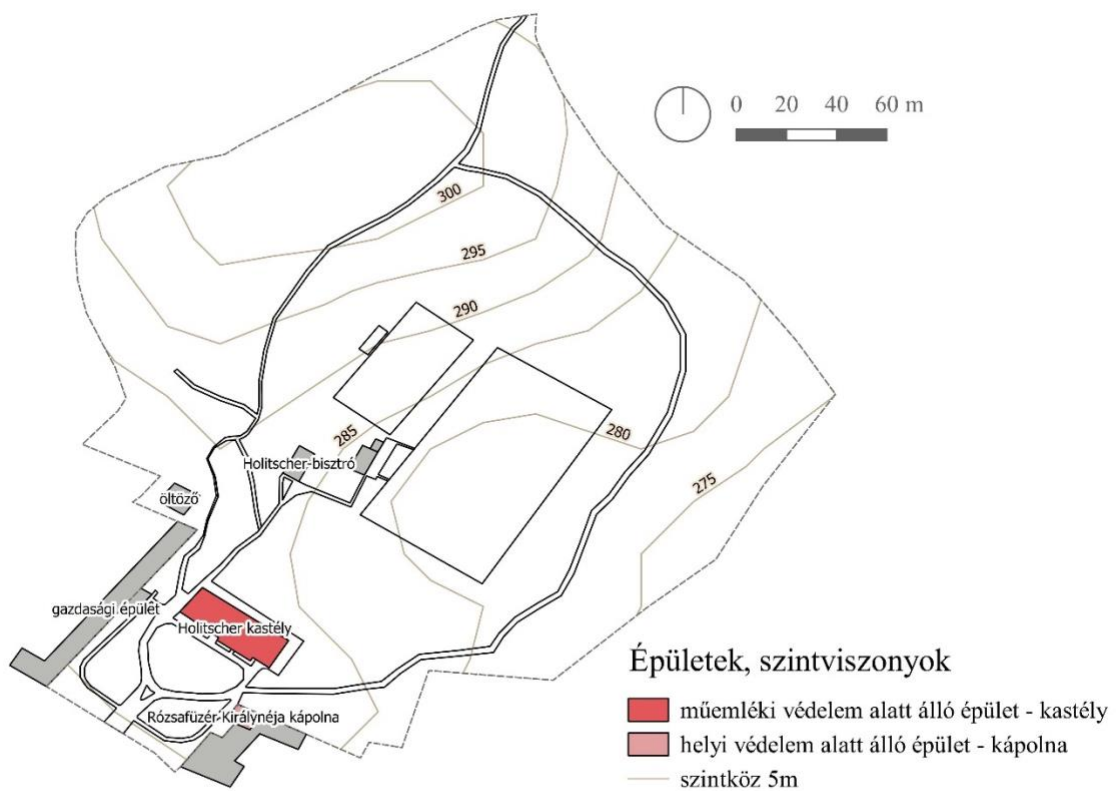 0 20 40 60 m
300
295
290
285
280
275
Holitscher-bisztró
öltöző
gazdasági épület
Holitscher kastély
Rózsafüzér Királynéja kápolna
Épületek, szintviszonyok
műemléki védelem alatt álló épület - kastély
helyi védelem alatt álló épület - kápolna
szintköz 5m